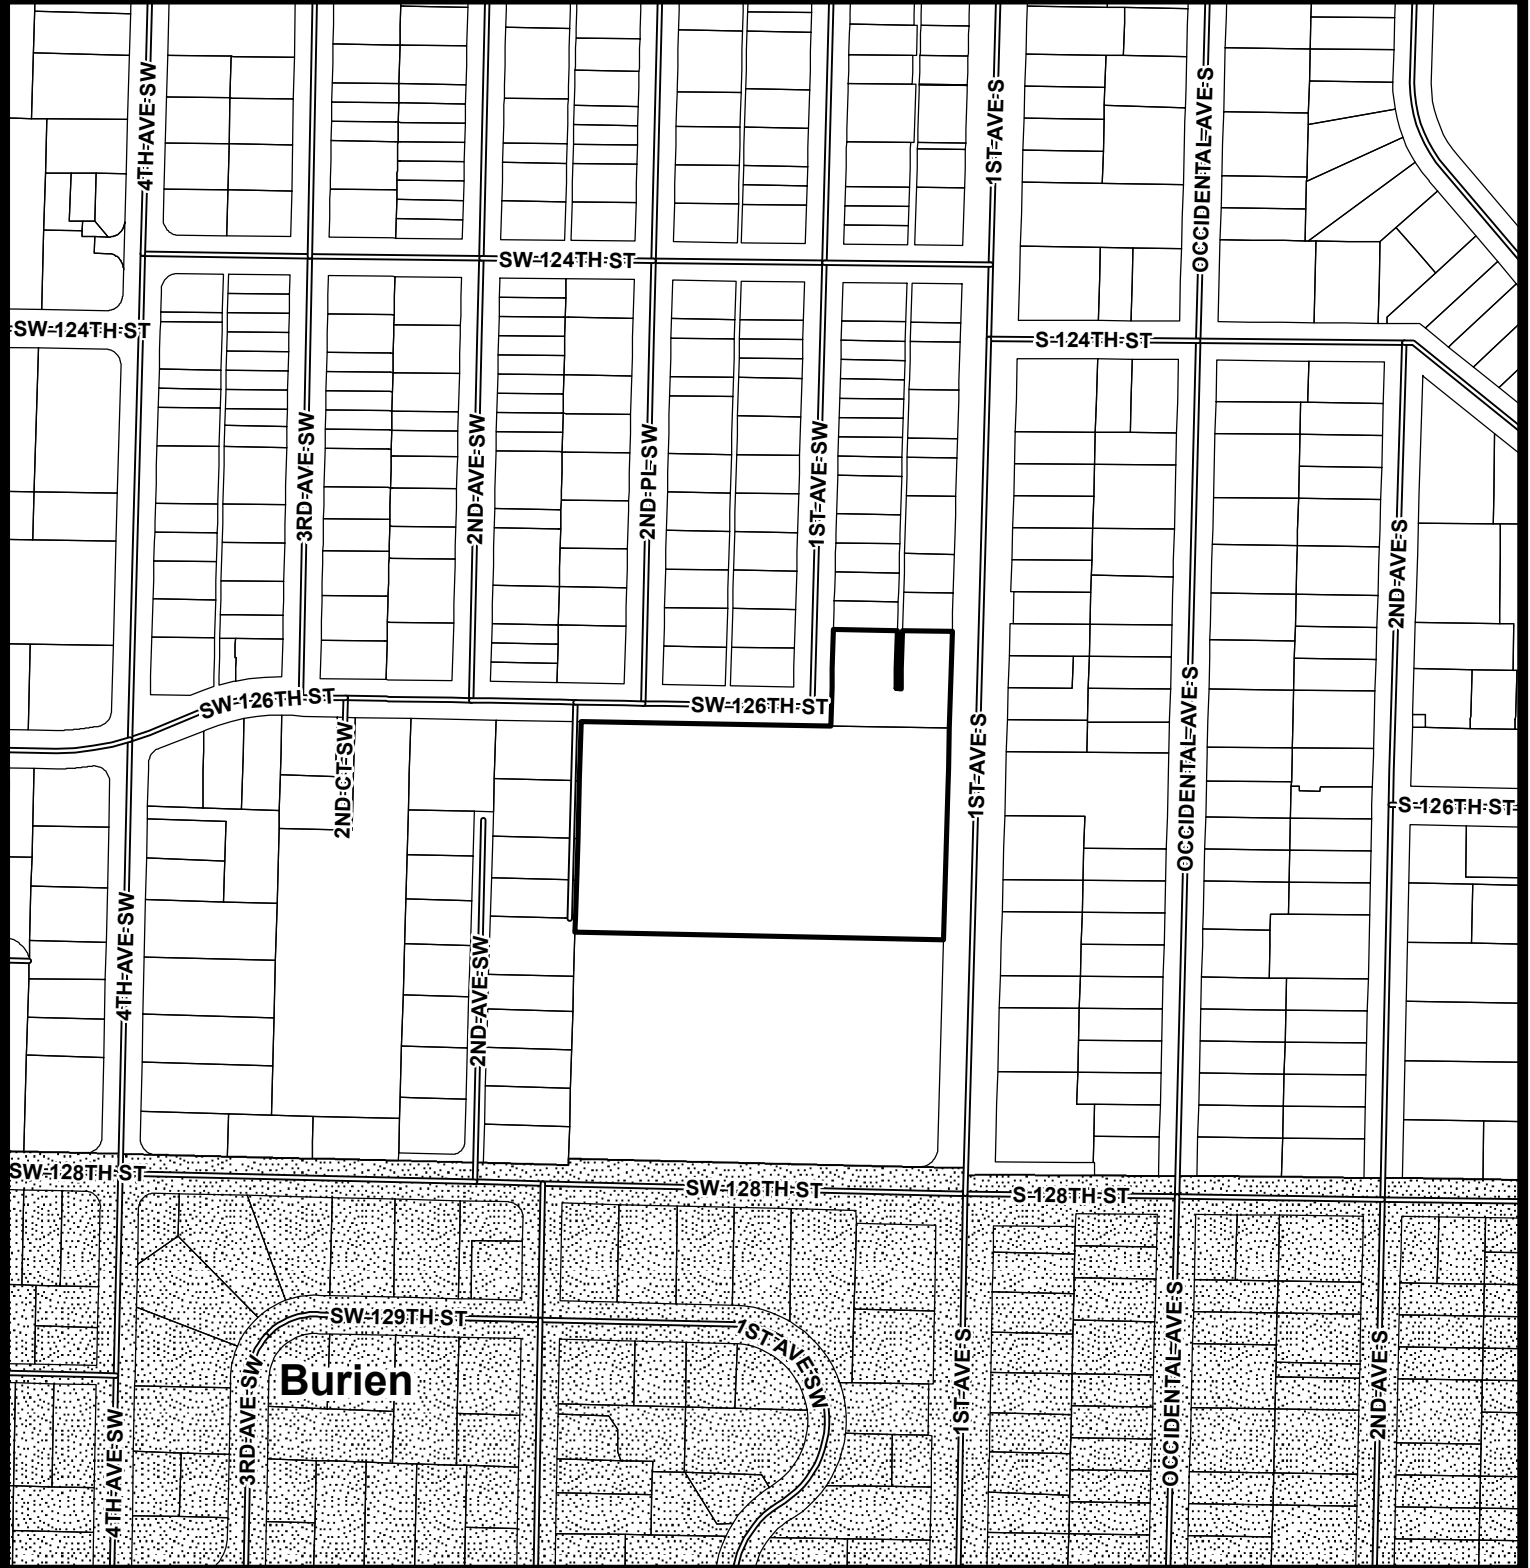 4TH AVE SW
1ST AVE S
OCCIDENTAL AVE S
SW 124TH ST
SW 124TH ST
S 124TH ST
3RD AVE SW
2ND AVE SW
2ND PL SW
1ST AVE SW
2ND AVE S
SW 126TH ST
SW 126TH ST
2ND CT SW
1ST AVE S
OCCIDENTAL AVE S
S 126TH ST
4TH AVE SW
2ND AVE SW
SW 128TH ST
SW 128TH ST
S 128TH ST
SW 129TH ST
1ST AVE SW
Burien
3RD AVE SW
4TH AVE SW
1ST AVE S
OCCIDENTAL AVE S
2ND AVE S